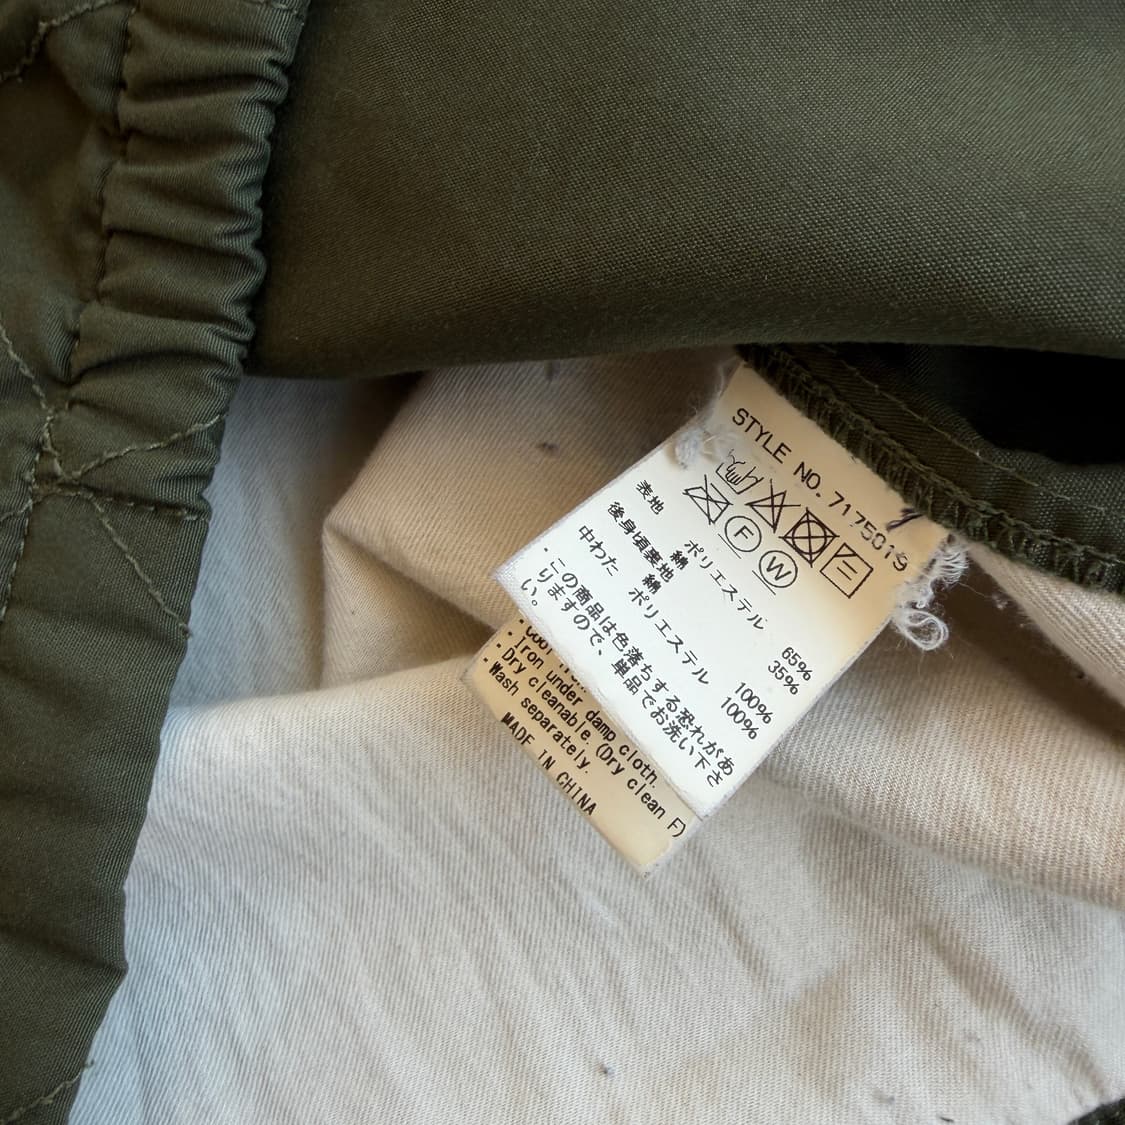 STYLE NO. 7175019
F W
表地 ポリエステル 65%
綿 35%
後身頃裏地 綿 100%
中わた ポリエステル 100%
・この商品は色落ちする恐れがあ
りますので、単品でお洗い下さ
い。
・Iron under damp cloth.
・Dry cleanable.(Dry clean F)
・Wash separately.
MADE IN CHINA